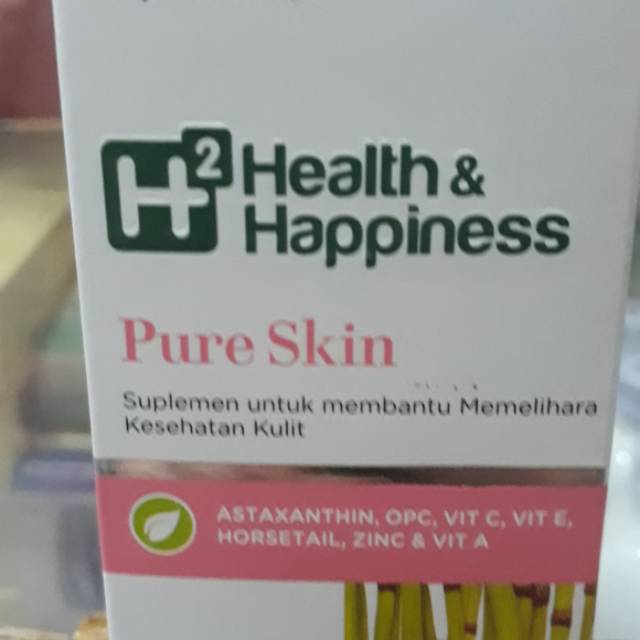 H2 Health &
Happiness
Pure Skin
Suplemen untuk membantu Memelihara
Kesehatan Kulit
ASTAXANTHIN, OPC, VIT C, VIT E,
HORSETAIL, ZINC & VIT A